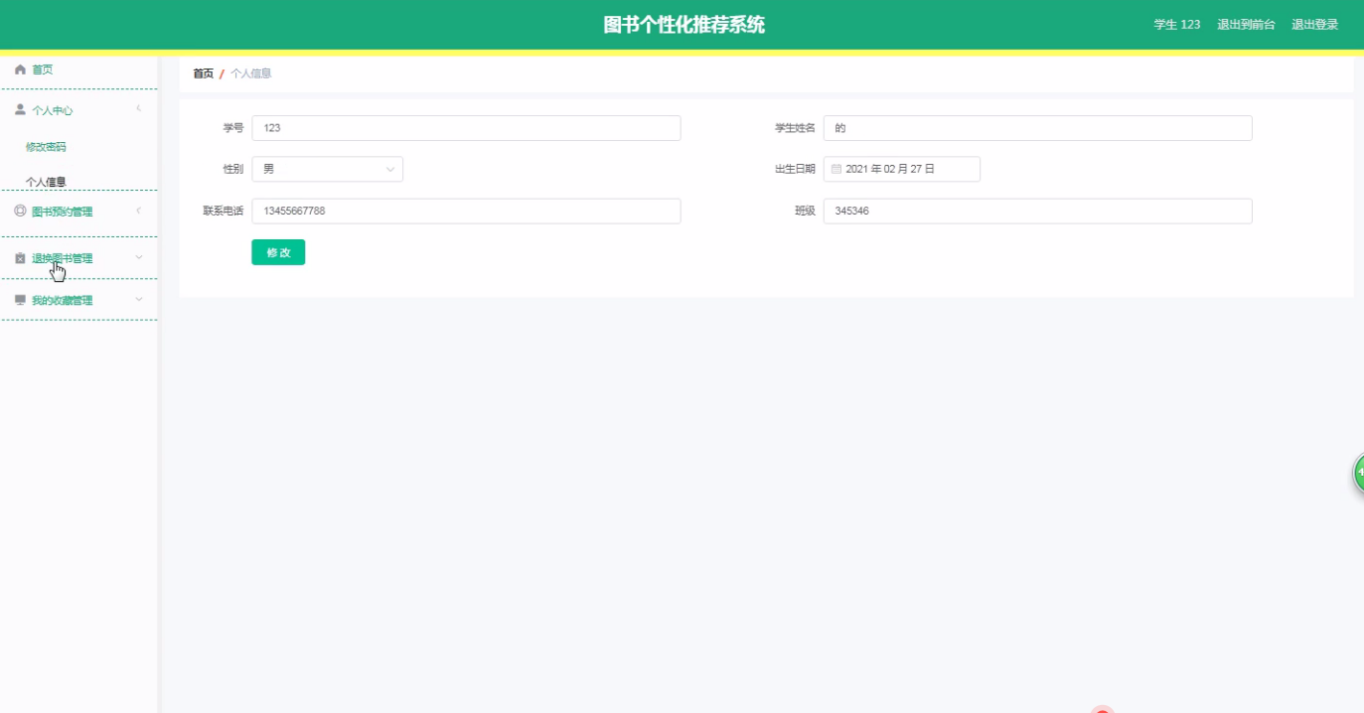 图书个性化推荐系统
学生 123 退出到前台 退出登录
首页
个人中心
修改密码
个人信息
图书预约管理
退换图书管理
我的收藏管理
首页 / 个人信息
学号 123
学生姓名 的
性别 男
出生日期 2021 年 02 月 27 日
联系电话 13455667788
班级 345346
修改